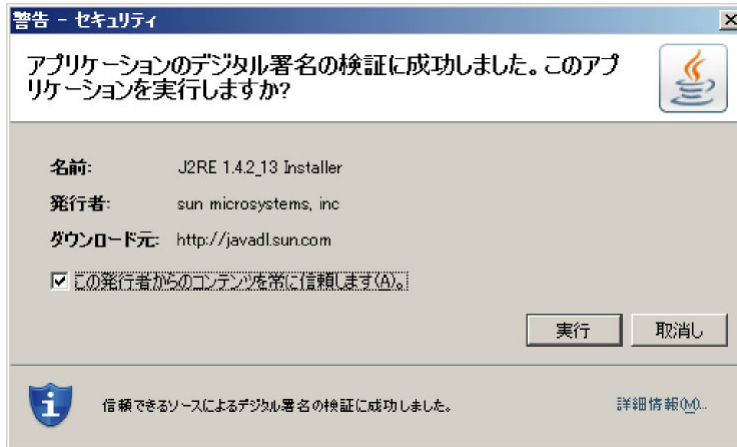 警告 - セキュリティ
アプリケーションのデジタル署名の検証に成功しました。このアプ
リケーションを実行しますか?
名前: J2RE 1.4.2_13 Installer
発行者: sun microsystems, inc
ダウンロード元: http://javadl.sun.com
この発行者からのコンテンツを常に信頼します(A)。
実行 取消し
信頼できるソースによるデジタル署名の検証に成功しました。 詳細情報(M)...